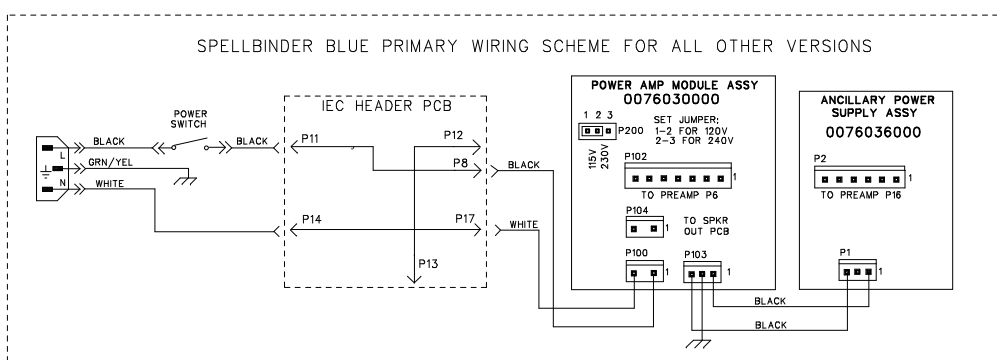 SPELLBINDER BLUE PRIMARY WIRING SCHEME FOR ALL OTHER VERSIONS
POWER
SWITCH
BLACK
BLACK
L
GRN/YEL
N
WHITE
IEC HEADER PCB
P11
P12
P8
BLACK
P14
P17
WHITE
P13
POWER AMP MODULE ASSY
0076030000
1 2 3
P200
SET JUMPER;
1-2 FOR 120V
2-3 FOR 240V
115V
230V
P102
1
TO PREAMP P6
P104
1
TO SPKR
OUT PCB
P100
1
P103
1
ANCILLARY POWER
SUPPLY ASSY
0076036000
P2
1
TO PREAMP P16
P1
1
BLACK
BLACK